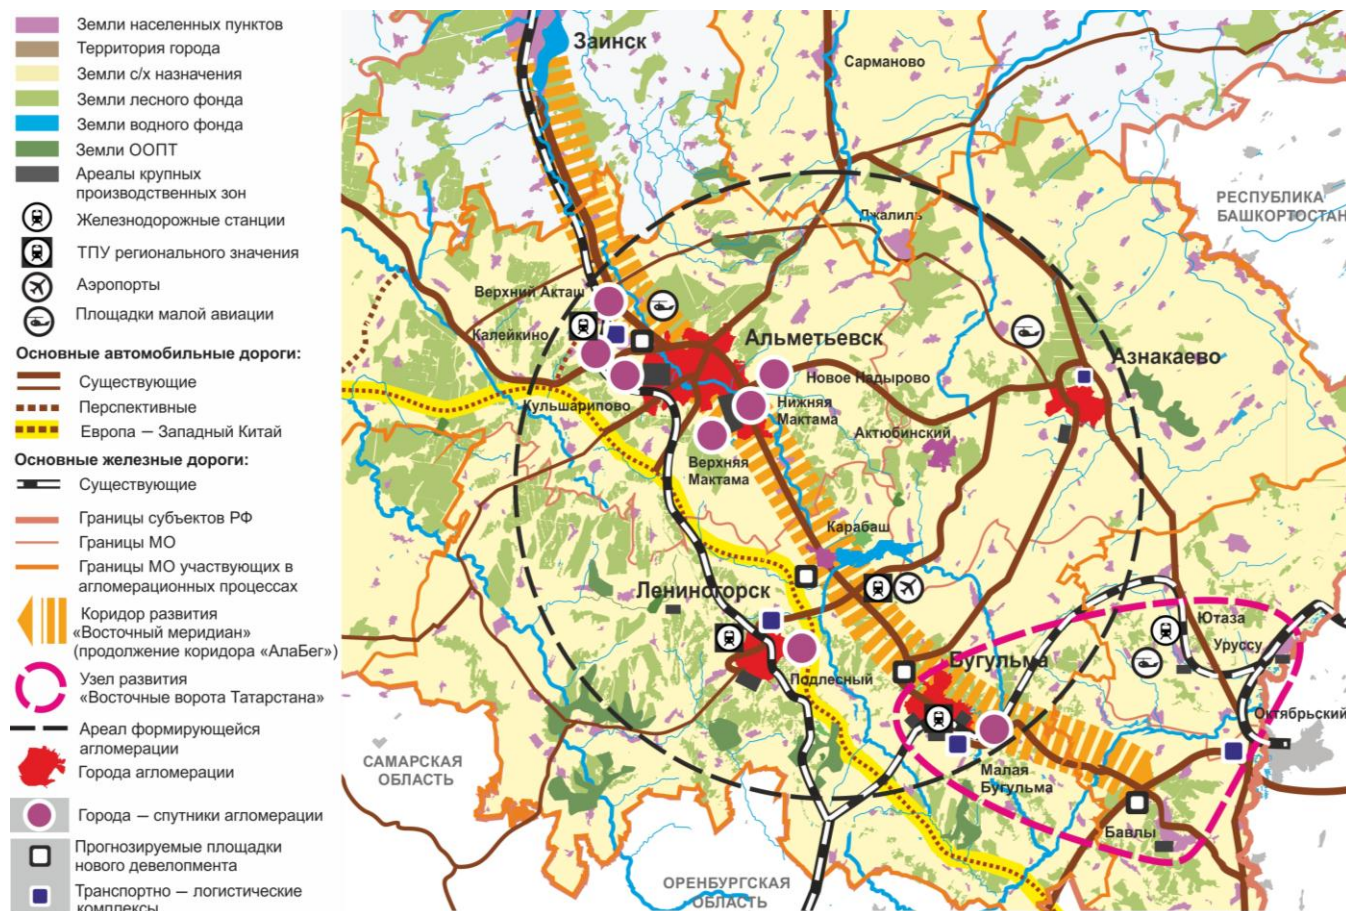 Земли населенных пунктов
Территория города
Земли с/х назначения
Земли лесного фонда
Земли водного фонда
Земли ООПТ
Ареалы крупных
производственных зон
Железнодорожные станции
ТПУ регионального значения
Аэропорты
Площадки малой авиации
Основные автомобильные дороги:
Существующие
Перспективные
Европа – Западный Китай
Основные железные дороги:
Существующие
Границы субъектов РФ
Границы МО
Границы МО участвующих в
агломерационных процессах
Коридор развития
«Восточный меридиан»
(продолжение коридора «АлаБег»)
Узел развития
«Восточные ворота Татарстана»
Ареал формирующейся
агломерации
Города агломерации
Города – спутники агломерации
Прогнозируемые площадки
нового девелопмента
Транспортно – логистические
комплексы
Заинск
Сарманово
РЕСПУБЛИКА
БАШКОРТОСТАН
Джалиль
Верхний Акташ
Калейкино
Альметьевск
Азнакаево
Новое Надырово
Кульшарипово
Нижняя
Мактама
Актюбинский
Верхняя
Мактама
Карабаш
Лениногорск
Ютаза
Уруссу
Бугульма
Подлесный
Октябрьский
САМАРСКАЯ
ОБЛАСТЬ
Малая
Бугульма
Бавлы
ОРЕНБУРГСКАЯ
ОБЛАСТЬ